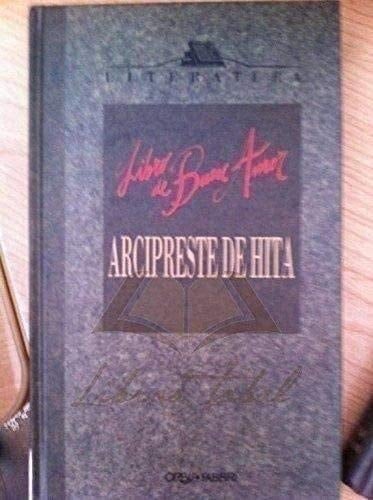 LITERATURA
Libro
de Buen Amor
ARCIPRESTE DE HITA
ORBIS•FABBRI